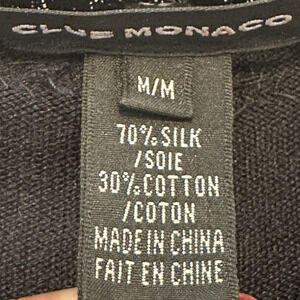 CLUB MONACO
M/M
70% SILK
/SOIE
30% COTTON
/COTON
MADE IN CHINA
FAIT EN CHINE